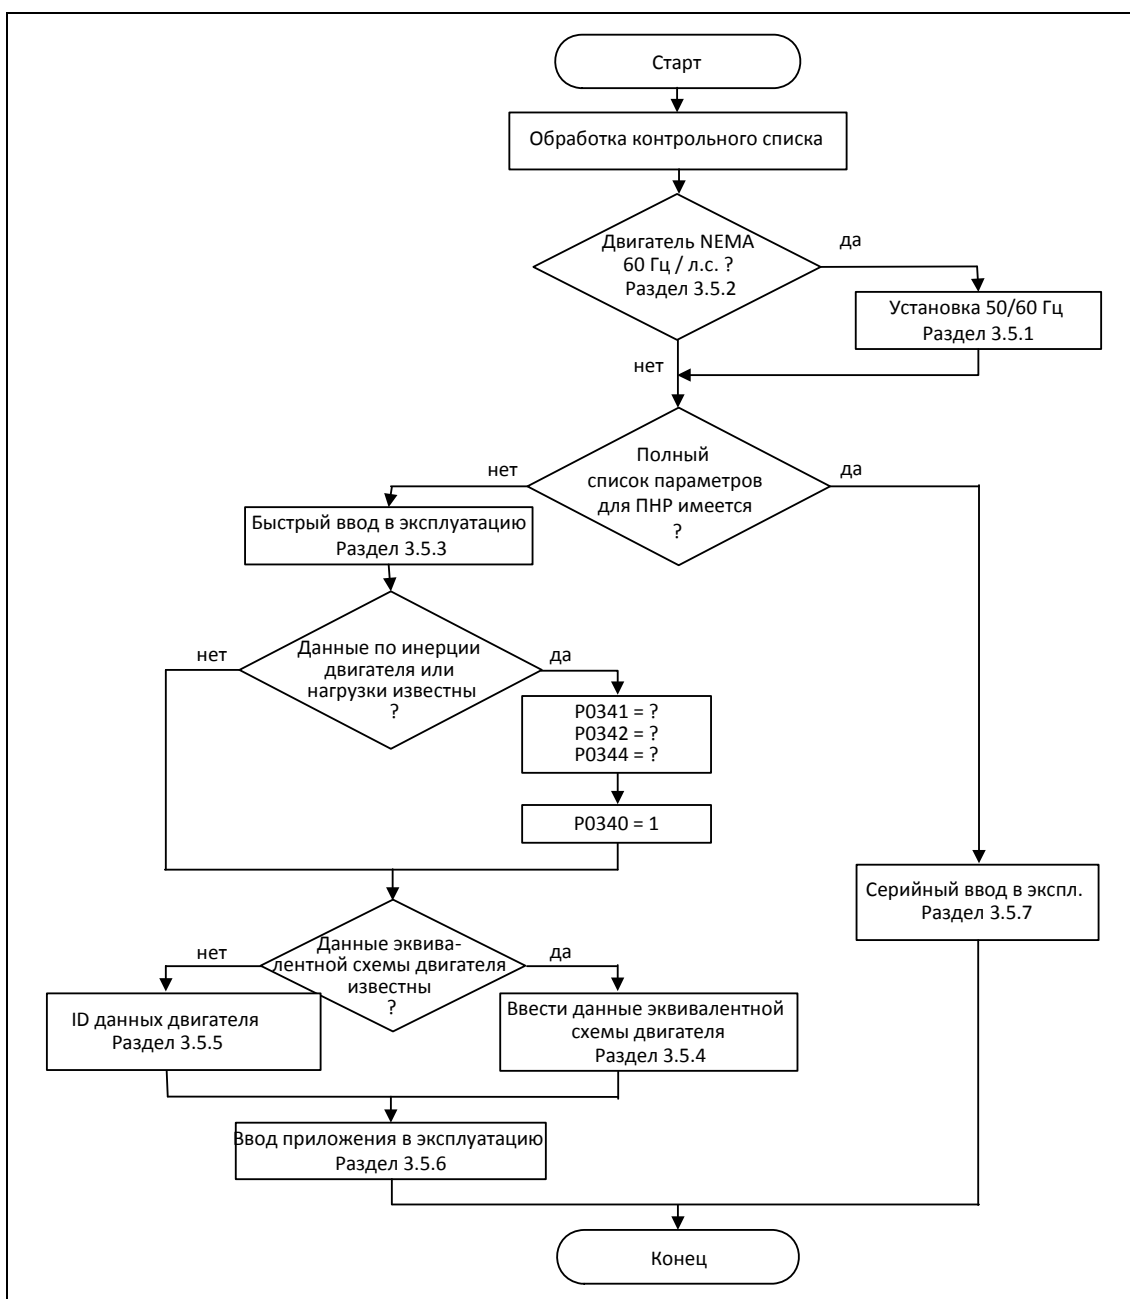 Старт
Обработка контрольного списка
Двигатель NEMA
60 Гц / л.с. ?
Раздел 3.5.2
да
Установка 50/60 Гц
Раздел 3.5.1
нет
Полный
список параметров
для ПНР имеется
?
нет
да
Быстрый ввод в эксплуатацию
Раздел 3.5.3
Данные по инерции
двигателя или
нагрузки известны
?
нет
да
P0341 = ?
P0342 = ?
P0344 = ?
P0340 = 1
Серийный ввод в экспл.
Раздел 3.5.7
Данные эквива-
лентной схемы двигателя
известны
?
нет
да
ID данных двигателя
Раздел 3.5.5
Ввести данные эквивалентной
схемы двигателя
Раздел 3.5.4
Ввод приложения в эксплуатацию
Раздел 3.5.6
Конец